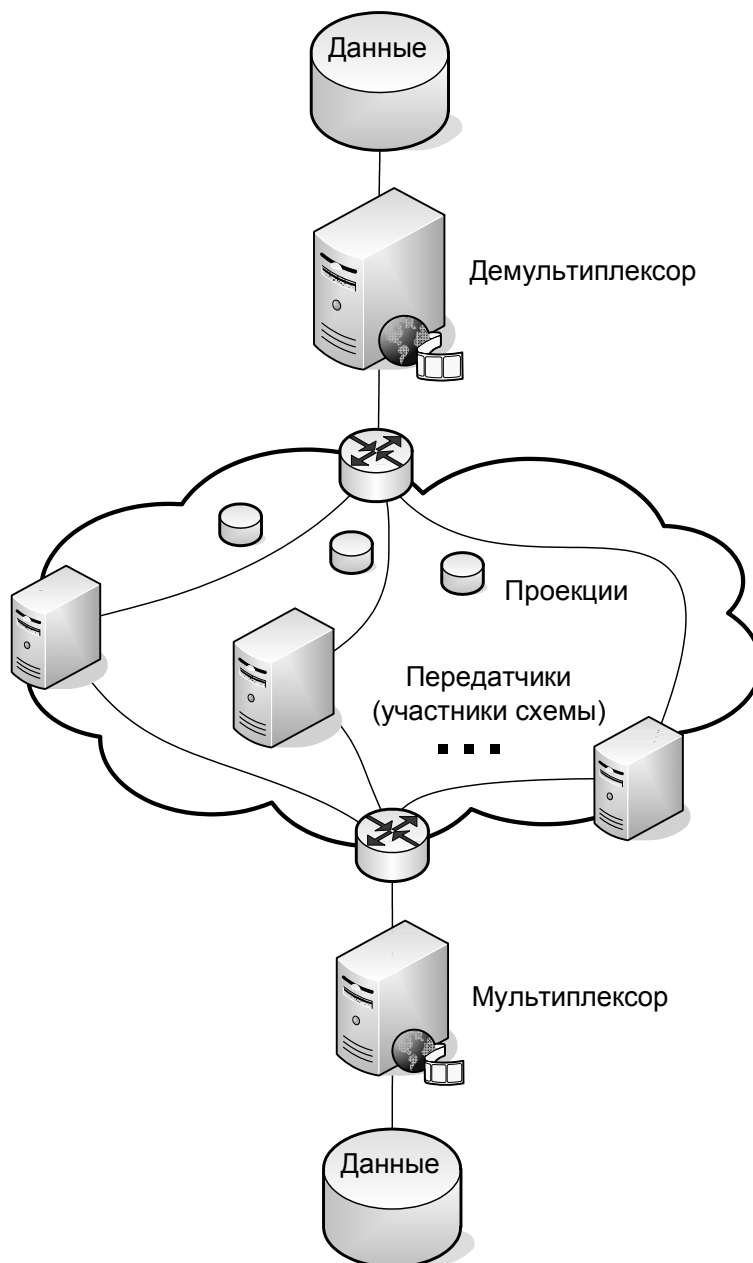 Данные
Демультиплексор
Проекции
Передатчики
(участники схемы)
Мультиплексор
Данные